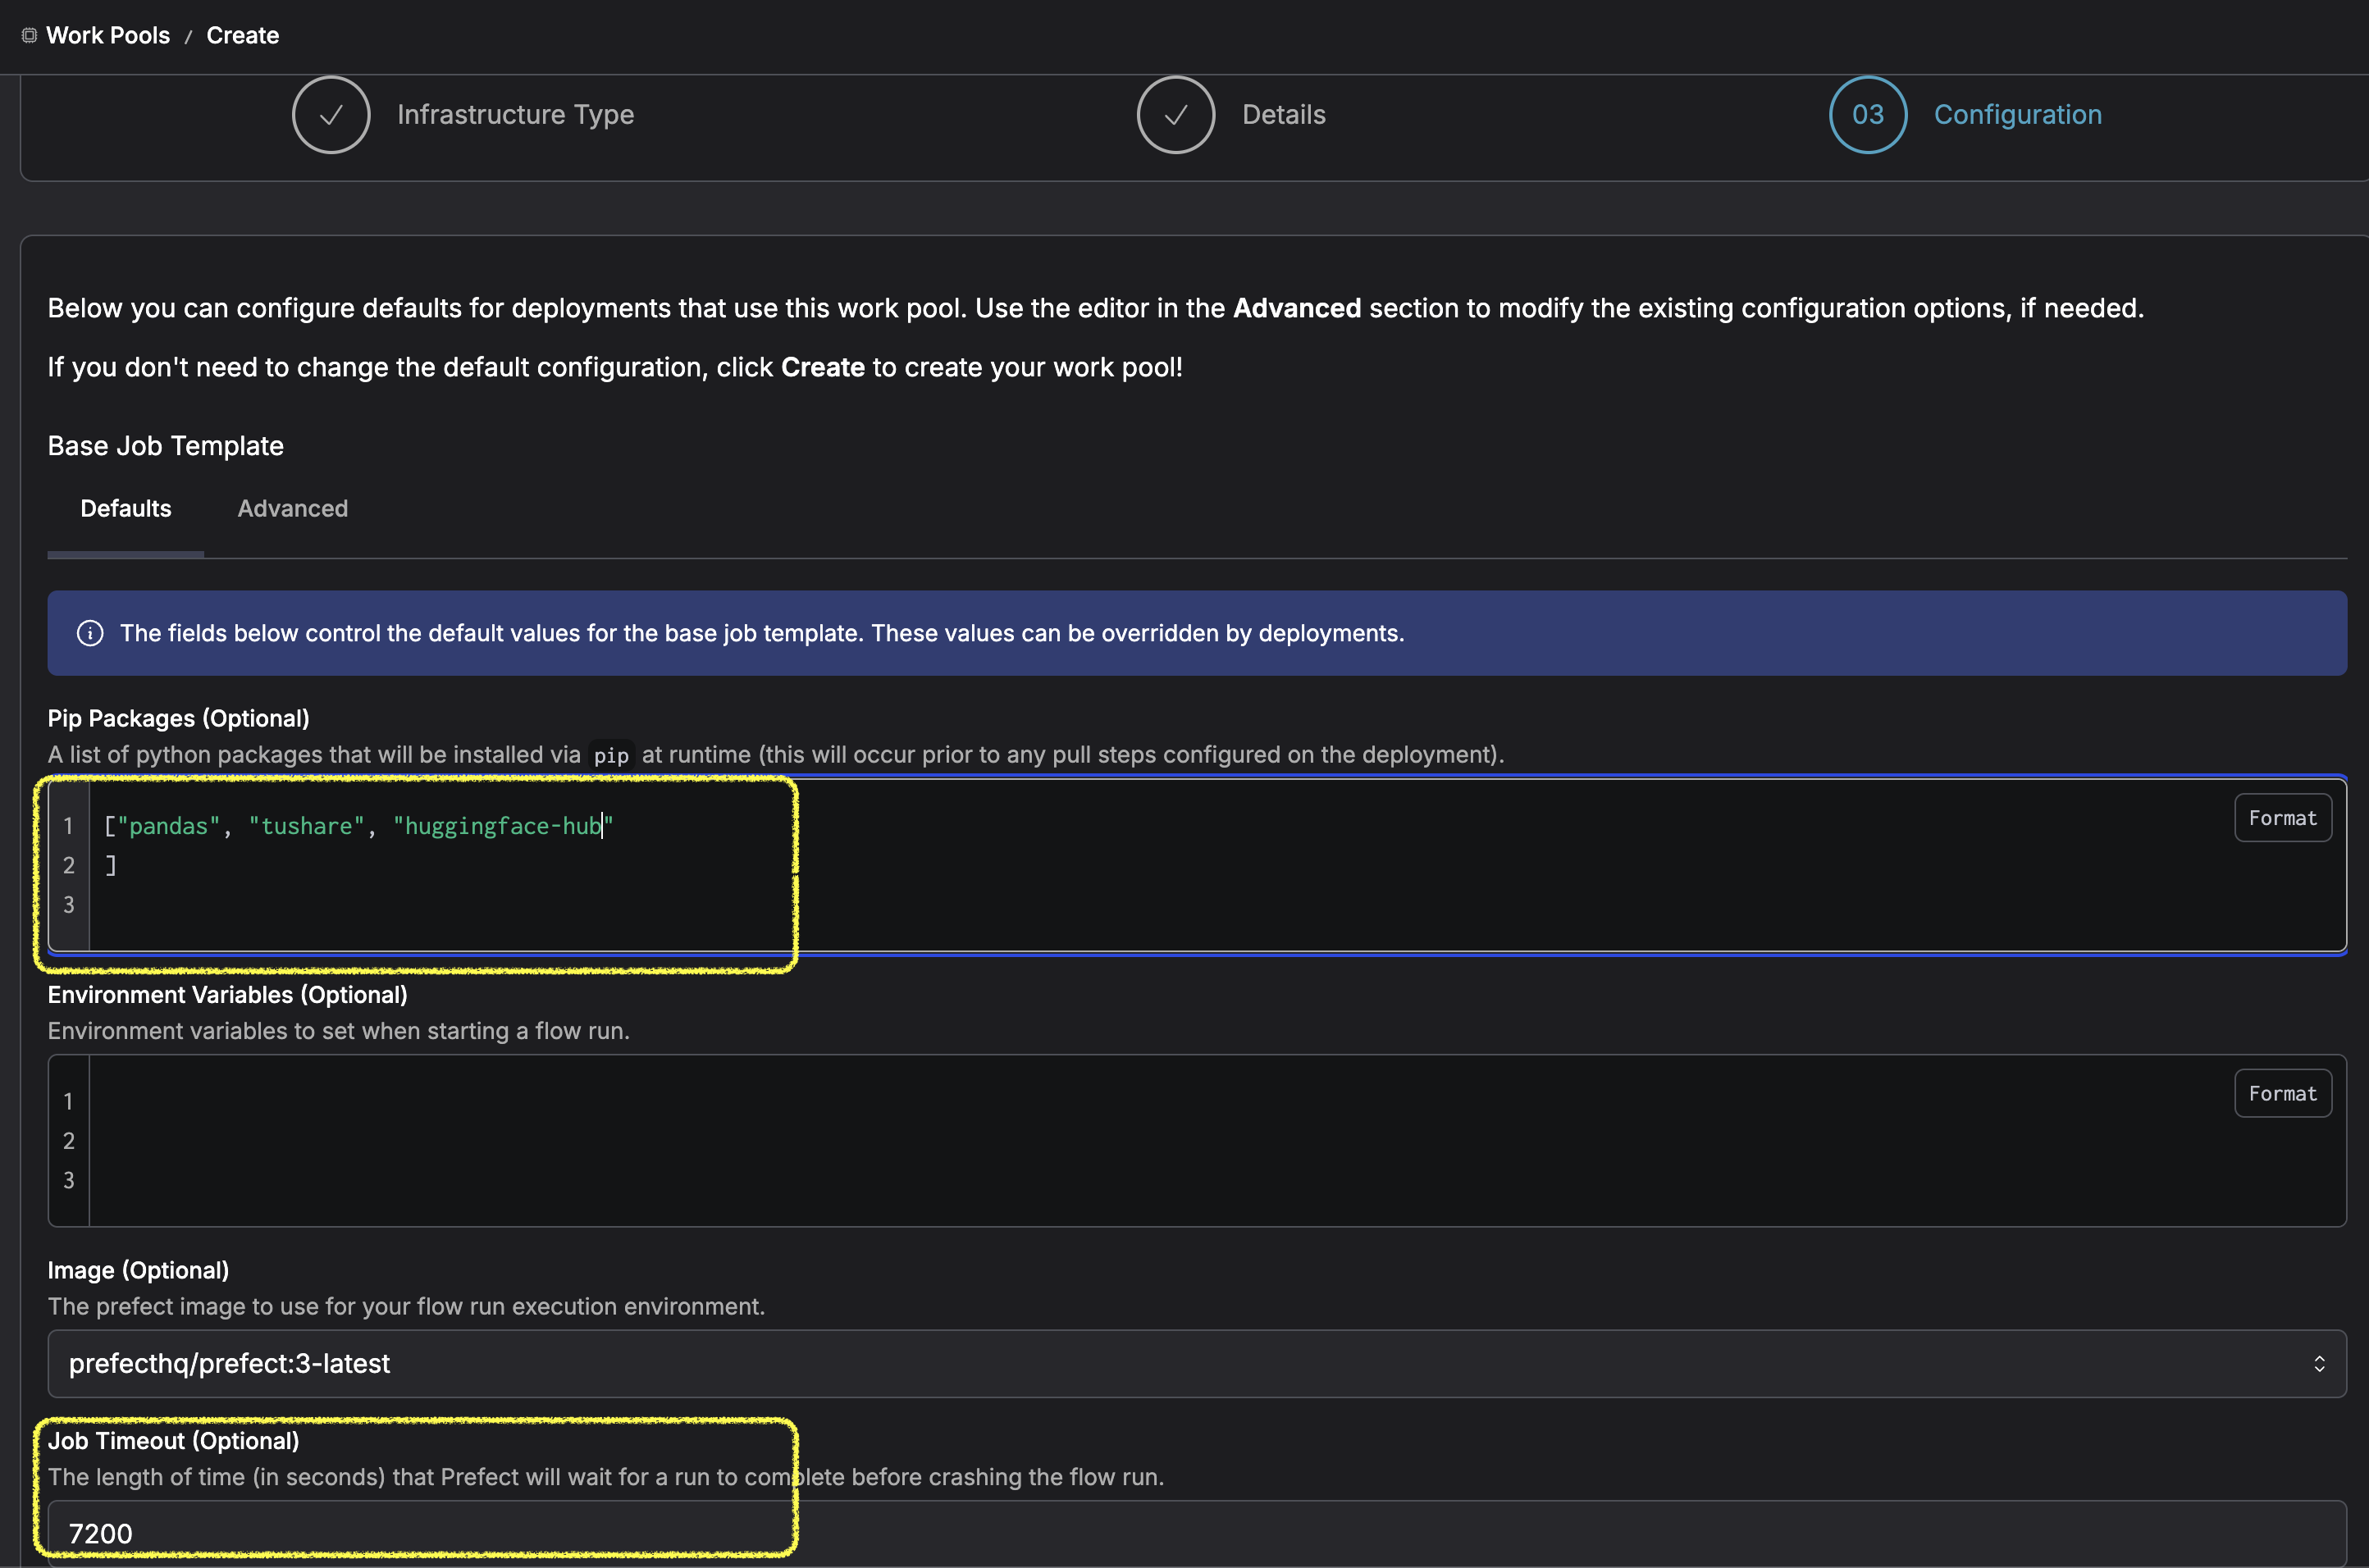 Work Pools / Create
Infrastructure Type
Details
03 Configuration
Below you can configure defaults for deployments that use this work pool. Use the editor in the Advanced section to modify the existing configuration options, if needed.
If you don't need to change the default configuration, click Create to create your work pool!
Base Job Template
Defaults Advanced
The fields below control the default values for the base job template. These values can be overridden by deployments.
Pip Packages (Optional)
A list of python packages that will be installed via pip at runtime (this will occur prior to any pull steps configured on the deployment).
Format
1 ["pandas", "tushare", "huggingface-hub"
2 ]
3
Environment Variables (Optional)
Environment variables to set when starting a flow run.
Format
1
2
3
Image (Optional)
The prefect image to use for your flow run execution environment.
prefecthq/prefect:3-latest
Job Timeout (Optional)
The length of time (in seconds) that Prefect will wait for a run to complete before crashing the flow run.
7200